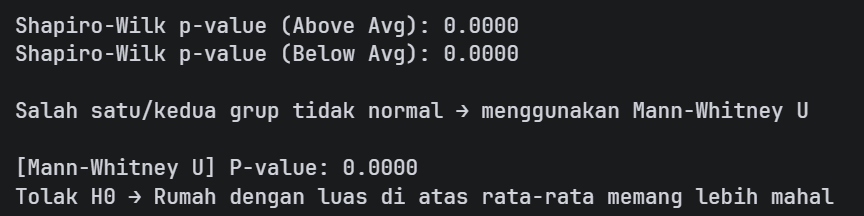 Shapiro-Wilk p-value (Above Avg): 0.0000
Shapiro-Wilk p-value (Below Avg): 0.0000
Salah satu/kedua grup tidak normal → menggunakan Mann-Whitney U
[Mann-Whitney U] P-value: 0.0000
Tolak H0 → Rumah dengan luas di atas rata-rata memang lebih mahal